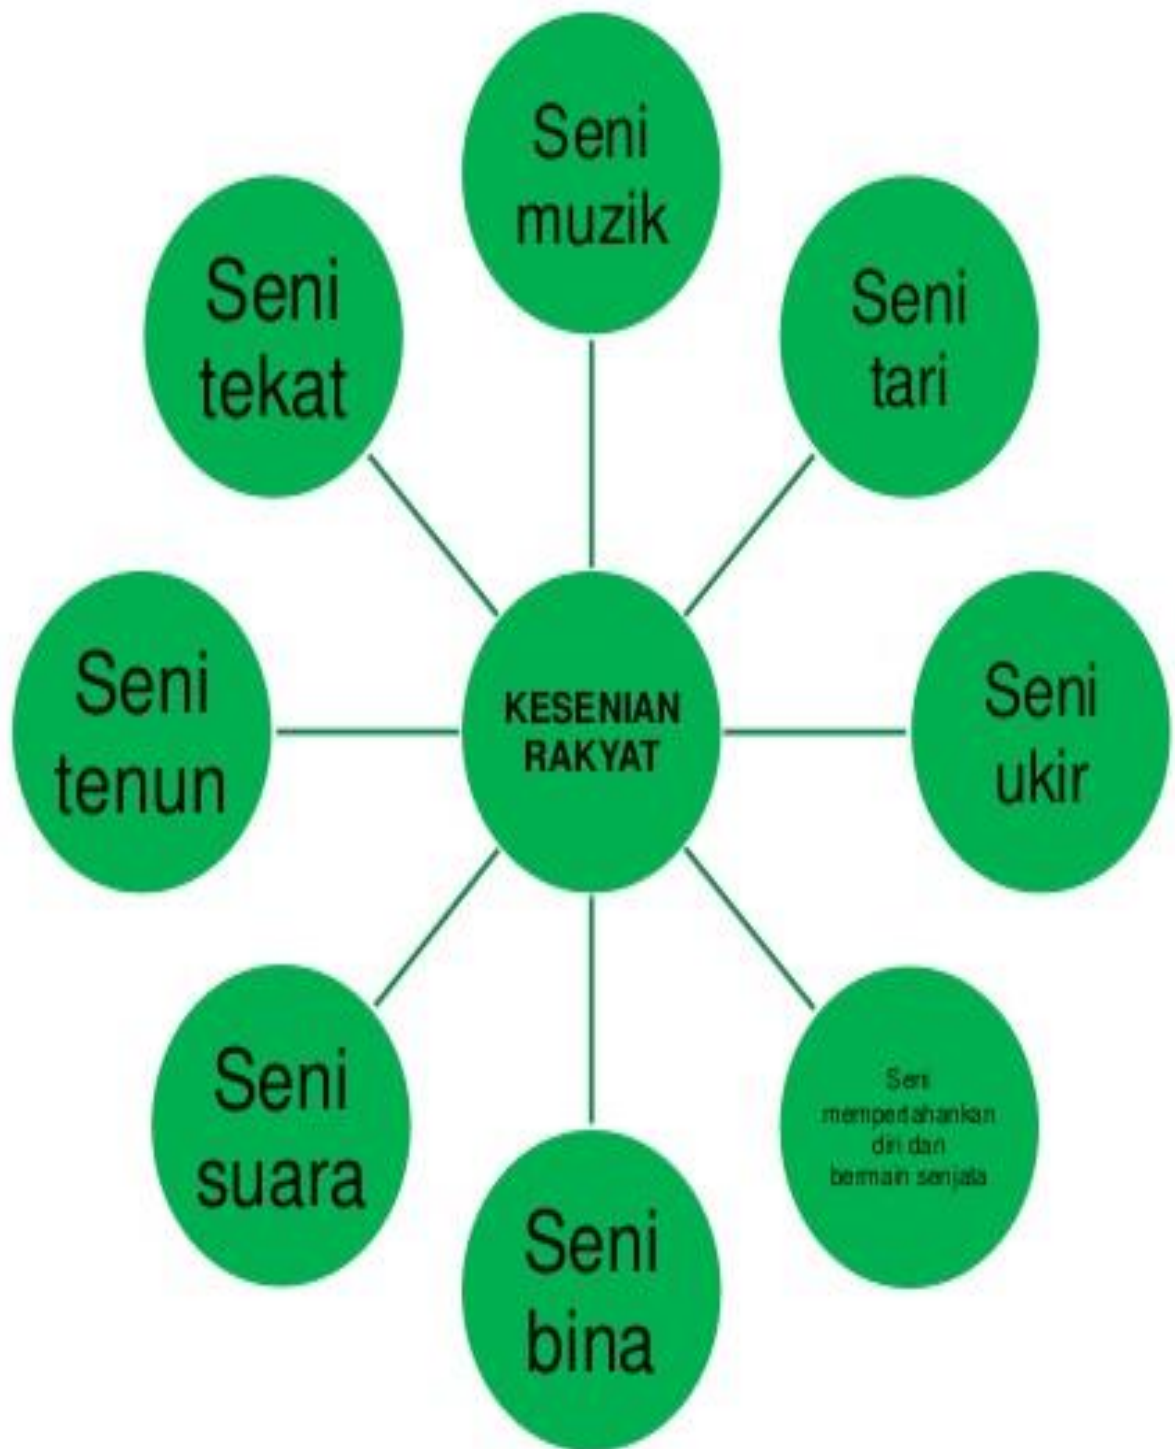 Seni
muzik
Seni
tari
Seni
ukir
Seni
mempertahankan
diri dan
bermain senjata
Seni
bina
Seni
suara
Seni
tenun
Seni
tekat
KESENIAN
RAKYAT